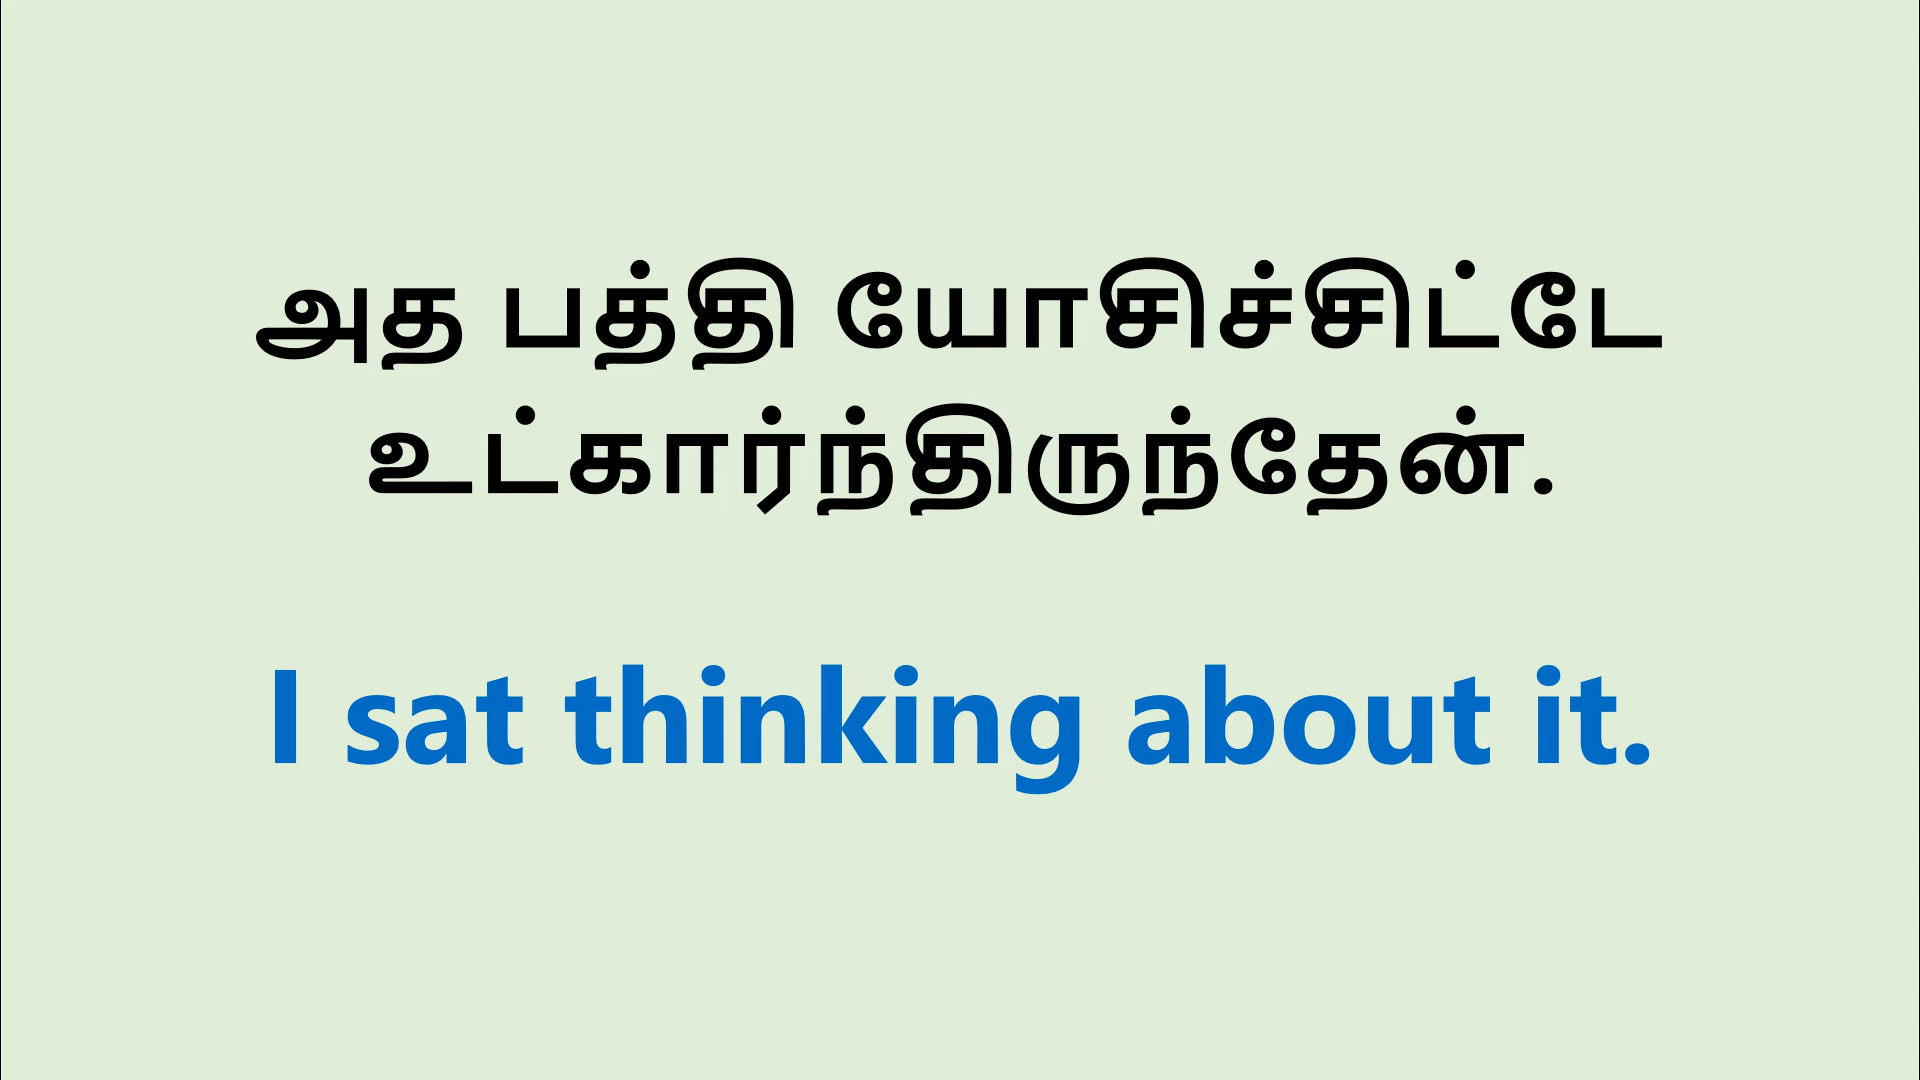 அத பத்தி யோசிச்சிட்டே
உட்கார்ந்திருந்தேன்.
I sat thinking about it.